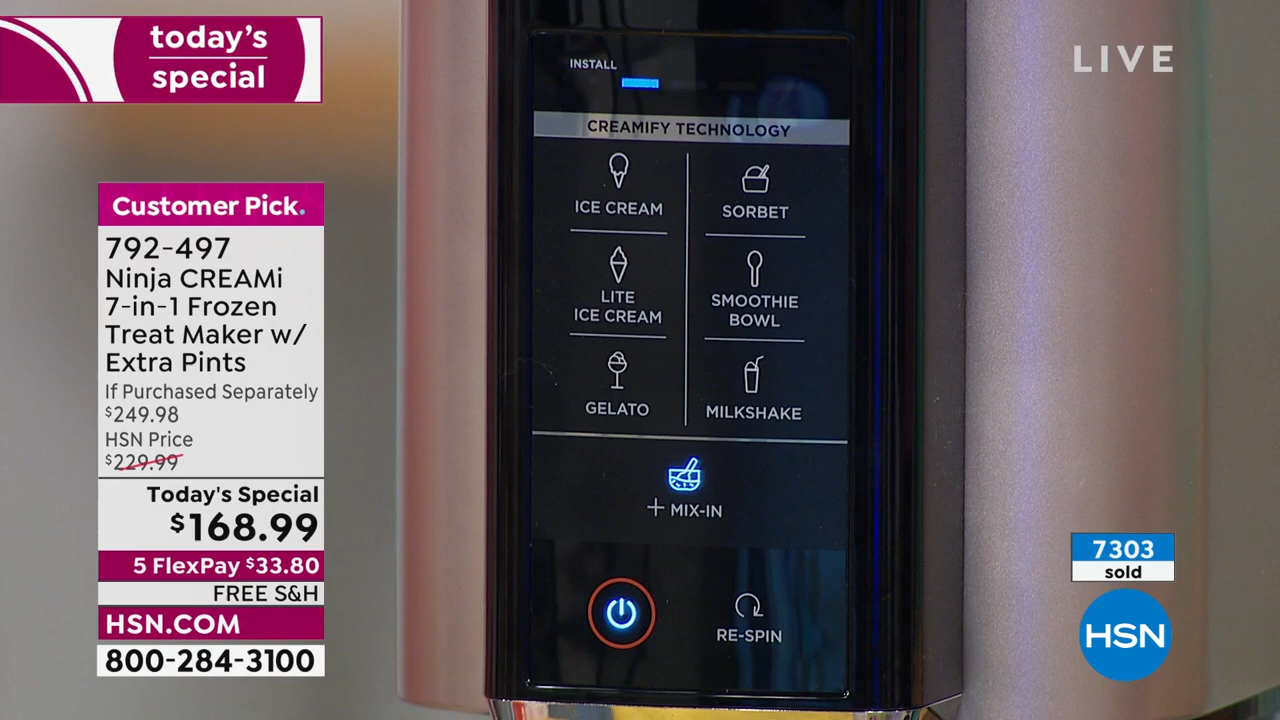 today's
special
LIVE
Customer Pick.
792-497
Ninja CREAMi
7-in-1 Frozen
Treat Maker w/
Extra Pints
If Purchased Separately
$249.98
HSN Price
$229.99
Today's Special
$168.99
5 FlexPay $33.80
FREE S&H
HSN.COM
800-284-3100
INSTALL
CREAMIFY TECHNOLOGY
ICE CREAM
SORBET
LITE
ICE CREAM
SMOOTHIE
BOWL
GELATO
MILKSHAKE
+ MIX-IN
RE-SPIN
7303
sold
HSN